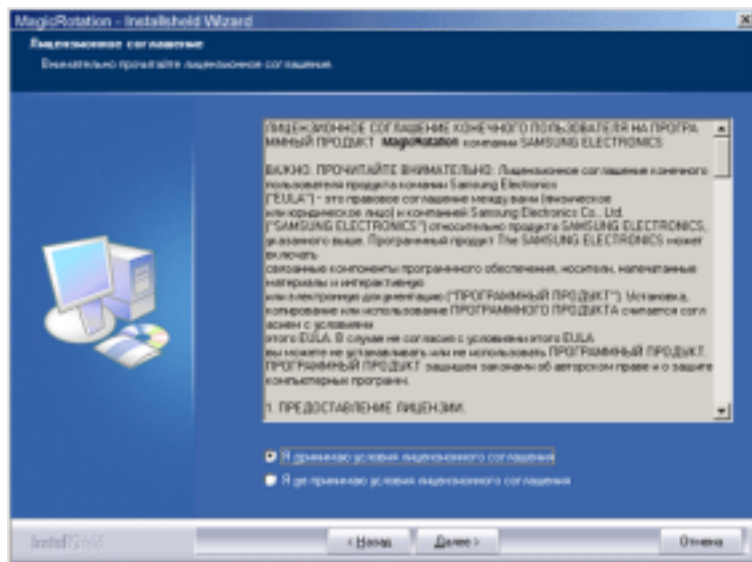 MagicRotation - InstallShield Wizard
Лицензионное соглашение
Внимательно прочитайте лицензионное соглашение.
ЛИЦЕНЗИОННОЕ СОГЛАШЕНИЕ КОНЕЧНОГО ПОЛЬЗОВАТЕЛЯ НА ПРОГРА
ММНЫЙ ПРОДУКТ MagicRotation компании SAMSUNG ELECTRONICS
ВАЖНО. ПРОЧИТАЙТЕ ВНИМАТЕЛЬНО: Лицензионное соглашение конечного
пользователя продукта компании Samsung Electronics
("EULA") - это правовое соглашение между вами (физическое
или юридическое лицо) и компанией Samsung Electronics Co., Ltd.
("SAMSUNG ELECTRONICS") относительно продукта SAMSUNG ELECTRONICS,
указанного выше. Програмный продукт The SAMSUNG ELECTRONICS может
включать
связанные компоненты программного обеспечения, носители, напечатанные
материалы и интерактивную
или электронную документацию ("ПРОГРАММНЫЙ ПРОДУКТ"). Установка,
копирование или использование ПРОГРАММНОГО ПРОДУКТА считается согл
асием с условиями
этого EULA. В случае не согласия с условиями этого EULA
вы можете не устанавливать или не использовать ПРОГРАММНЫЙ ПРОДУКТ.
ПРОГРАММНЫЙ ПРОДУКТ защищен законами об авторском праве и о защите
компьютерных программ.
1. ПРЕДОСТАВЛЕНИЕ ЛИЦЕНЗИИ.
Я принимаю условия лицензионного соглашения
Я не принимаю условия лицензионного соглашения
InstallShield
< Назад
Далее >
Отмена